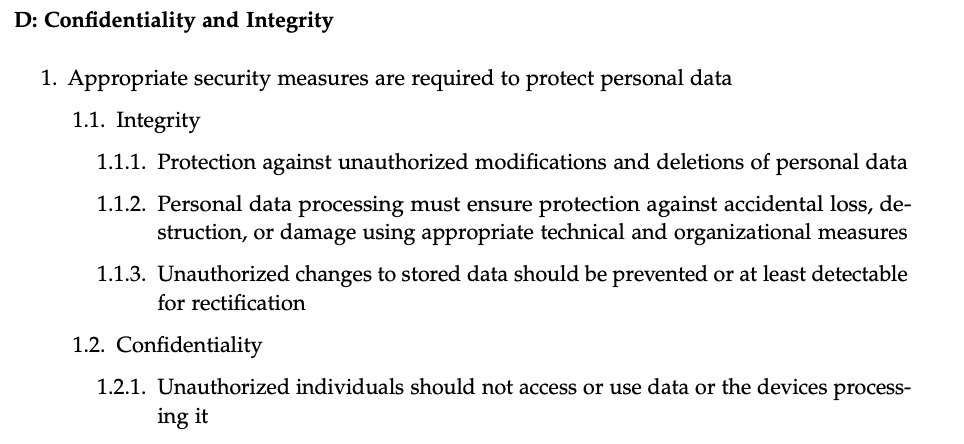 D: Confidentiality and Integrity
1. Appropriate security measures are required to protect personal data
1.1. Integrity
1.1.1. Protection against unauthorized modifications and deletions of personal data
1.1.2. Personal data processing must ensure protection against accidental loss, de-
struction, or damage using appropriate technical and organizational measures
1.1.3. Unauthorized changes to stored data should be prevented or at least detectable
for rectification
1.2. Confidentiality
1.2.1. Unauthorized individuals should not access or use data or the devices process-
ing it